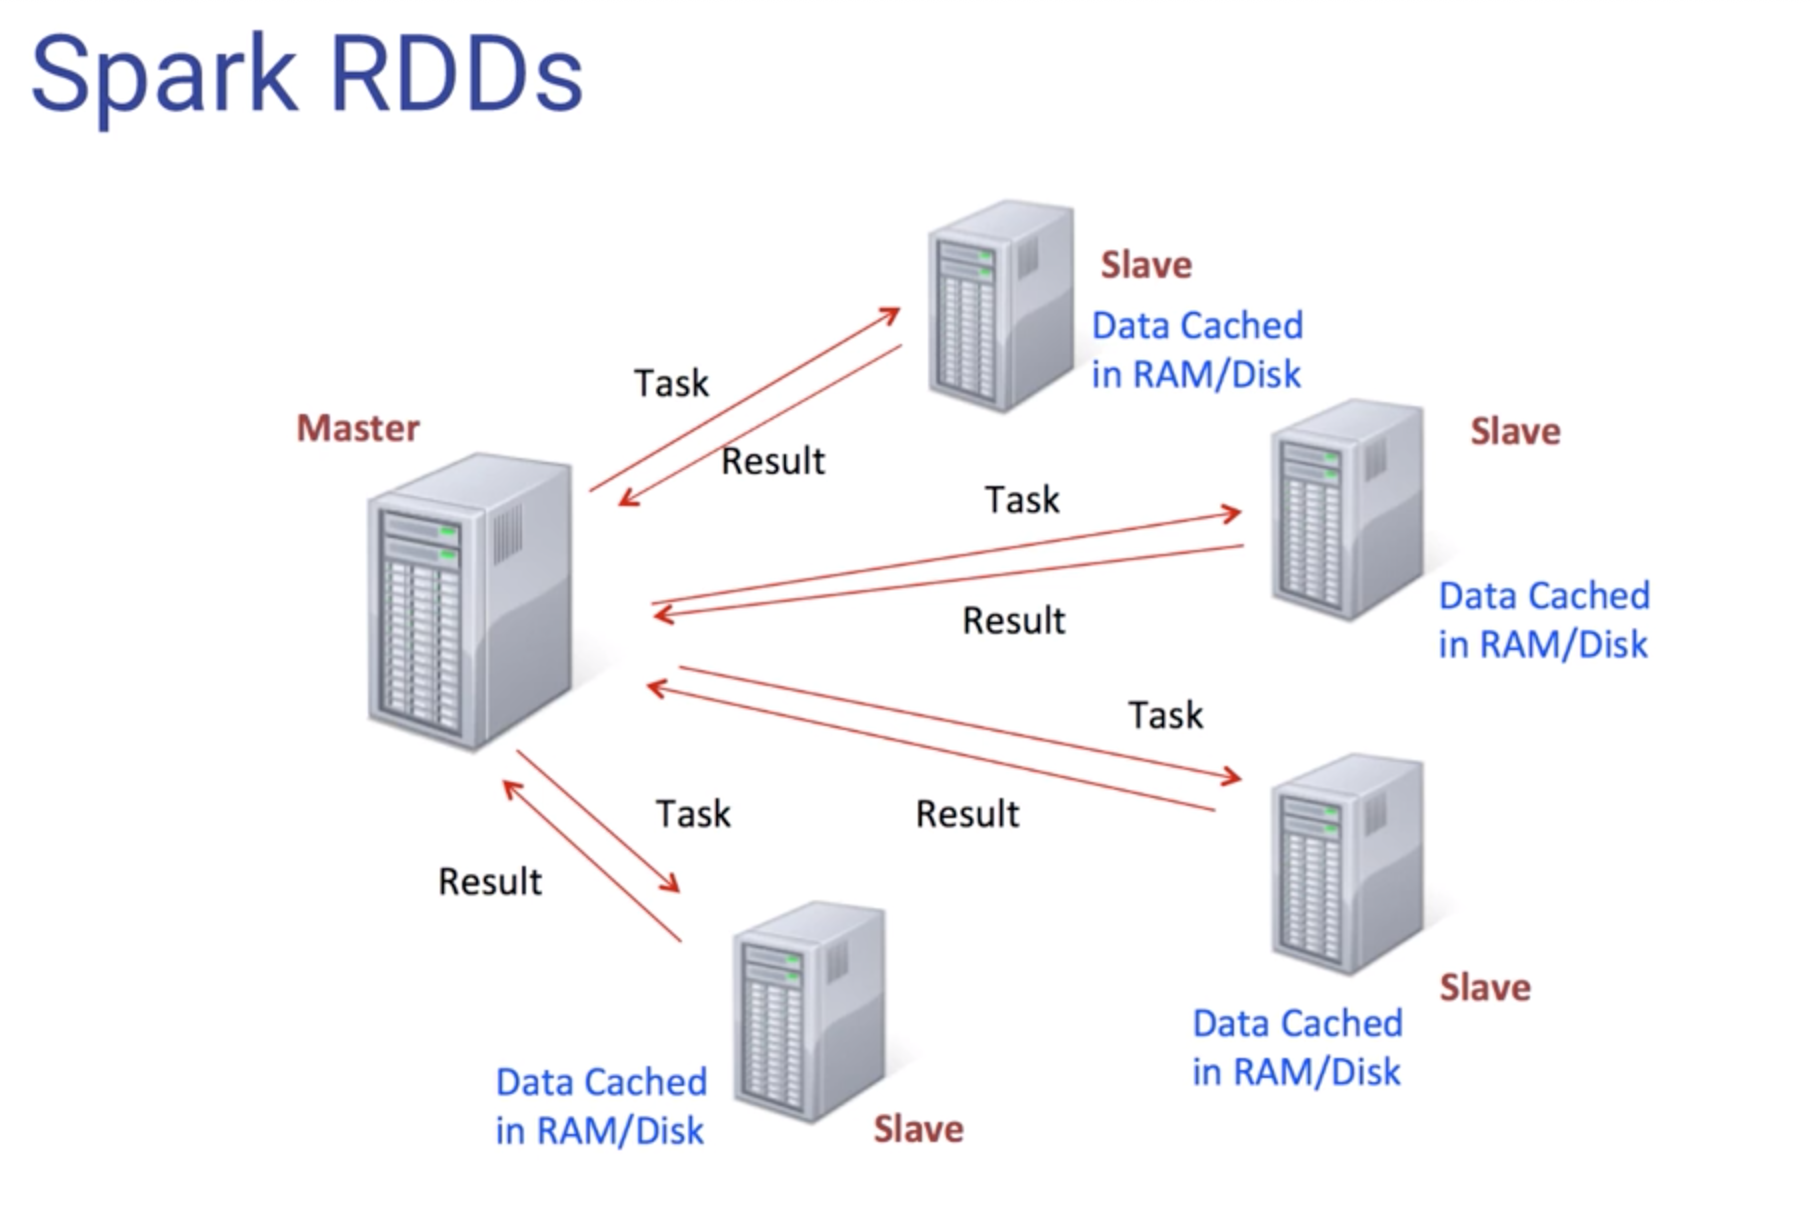 Spark RDDs
Slave
Data Cached
in RAM/Disk
Task
Master
Result
Slave
Task
Result
Data Cached
in RAM/Disk
Task
Result
Task
Result
Slave
Data Cached
in RAM/Disk
Data Cached
in RAM/Disk
Slave